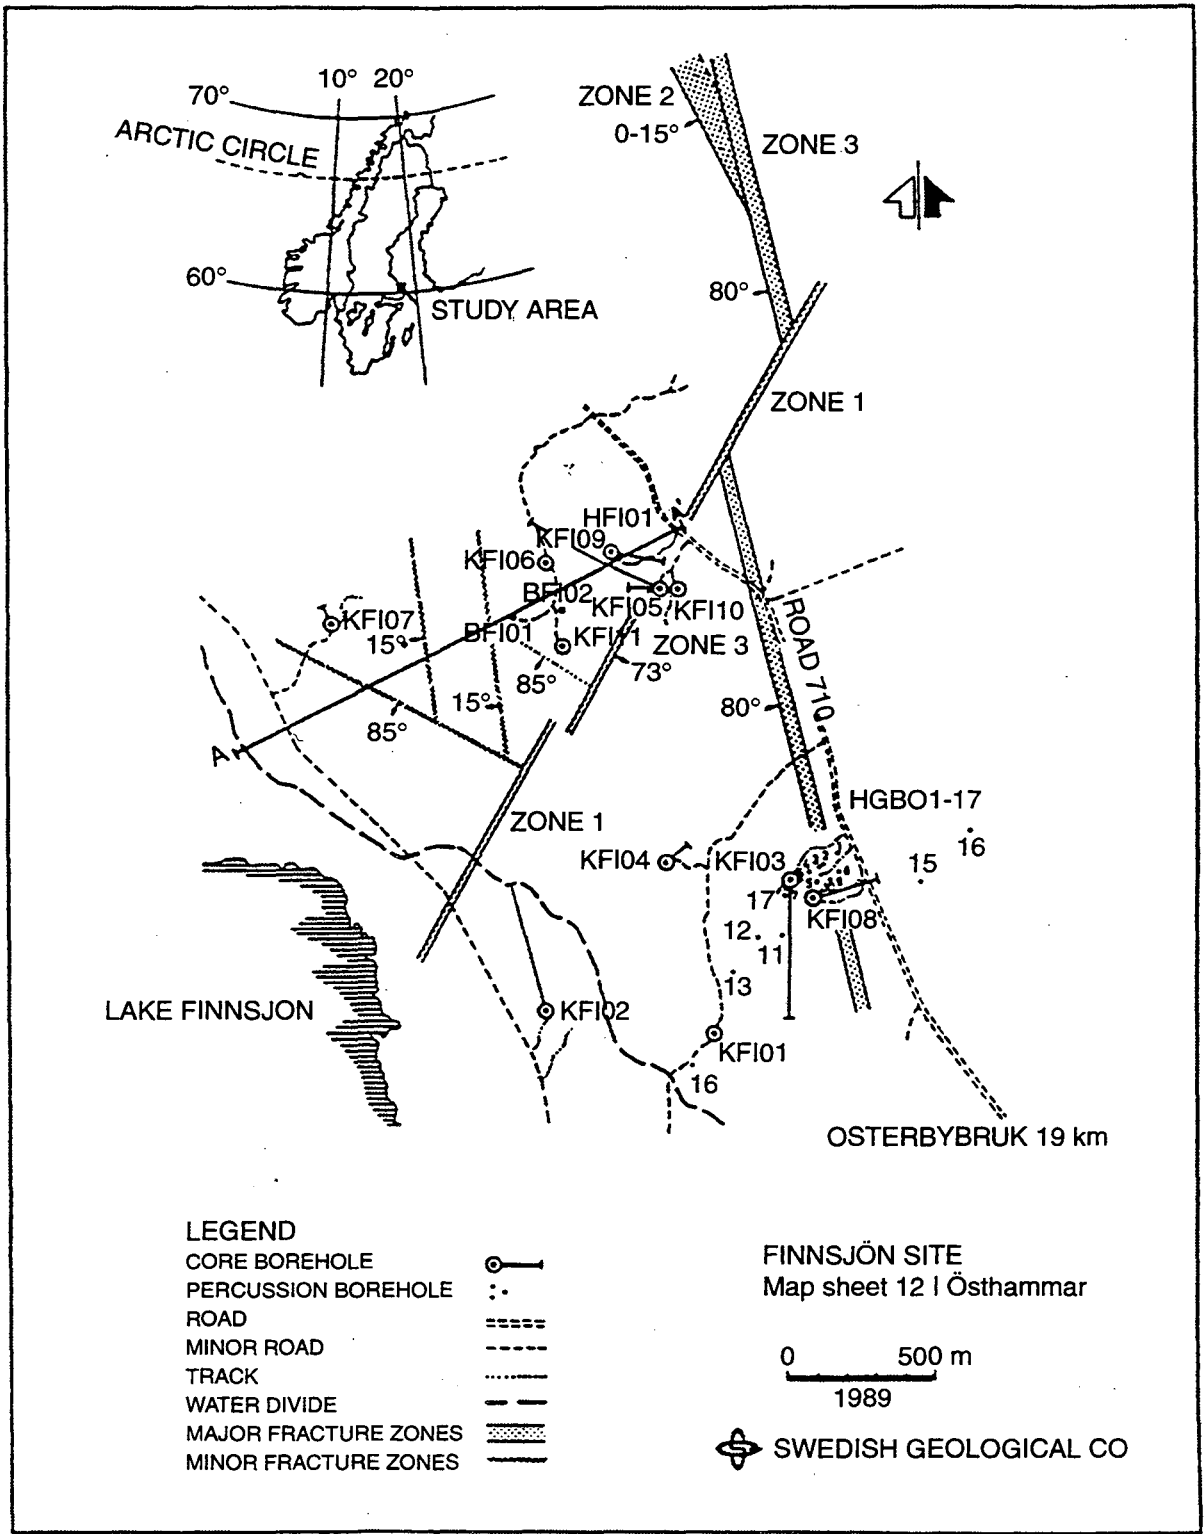 10° 20°
70°
ARCTIC CIRCLE
60°
STUDY AREA
ZONE 2
0-15°
ZONE 3
80°
ZONE 1
HFI01
A
KFI09
KFI06
BFI02
KFI05
KFI10
KFI07
BFI01
KFI11
ZONE 3
15°
85°
73°
15°
85°
A
80°
ROAD 710
ZONE 1
HGBO1-17
16
15
KFI04
KFI03
17
KFI08
12
11
13
LAKE FINNSJON
KFI02
KFI01
16
OSTERBYBRUK 19 km
LEGEND
CORE BOREHOLE
PERCUSSION BOREHOLE
ROAD
MINOR ROAD
TRACK
WATER DIVIDE
MAJOR FRACTURE ZONES
MINOR FRACTURE ZONES
FINNSJÖN SITE
Map sheet 12 I Östhammar
0 500 m
1989
SWEDISH GEOLOGICAL CO